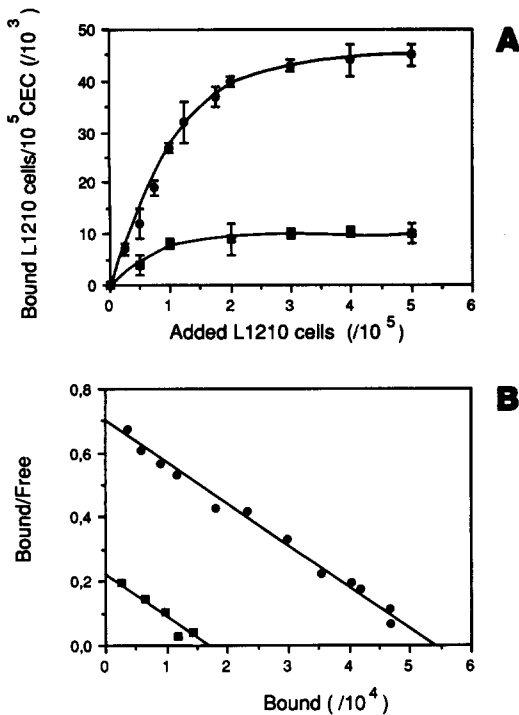 A
Bound L1210 cells/10⁵ CEC (/10³)
50
40
30
20
10
0
0 1 2 3 4 5 6
Added L1210 cells (/10⁵)
B
Bound/Free
0,8
0,6
0,4
0,2
0,0
0 1 2 3 4 5 6
Bound (/10⁴)